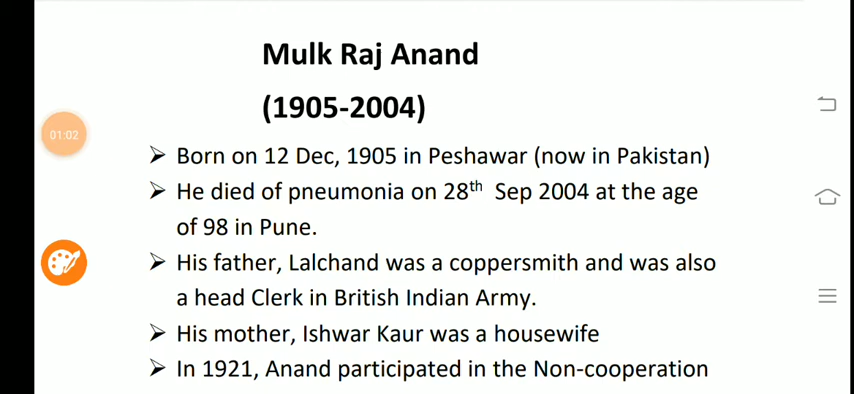 Mulk Raj Anand
(1905-2004)
01:02
➢ Born on 12 Dec, 1905 in Peshawar (now in Pakistan)
➢ He died of pneumonia on 28th Sep 2004 at the age
of 98 in Pune.
➢ His father, Lalchand was a coppersmith and was also
a head Clerk in British Indian Army.
➢ His mother, Ishwar Kaur was a housewife
➢ In 1921, Anand participated in the Non-cooperation